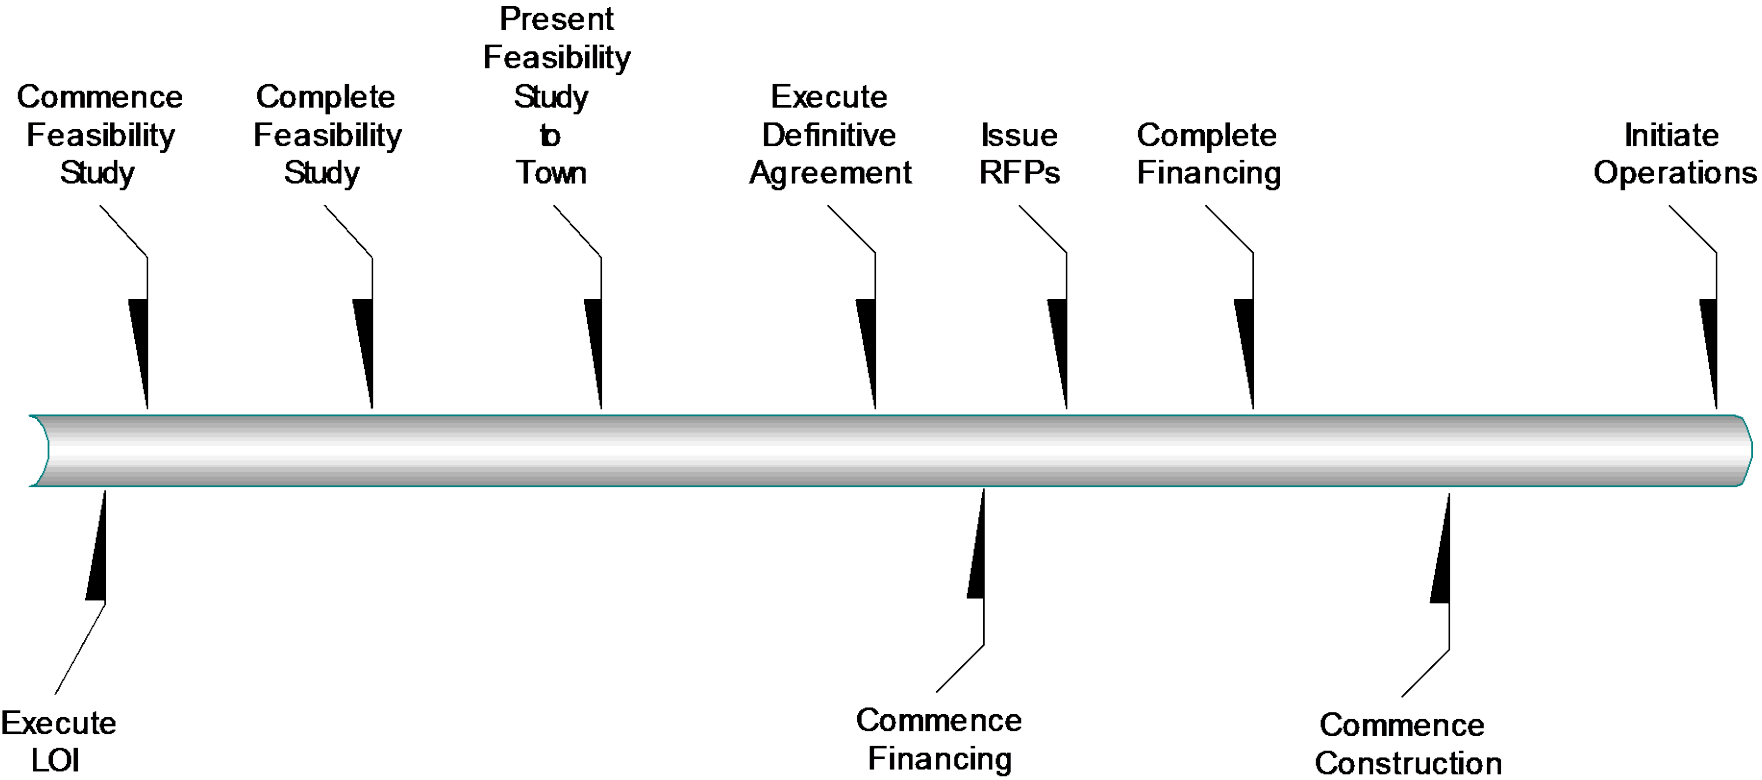 Commence
Feasibility
Study
Complete
Feasibility
Study
Present
Feasibility
Study
to
Town
Execute
Definitive
Agreement
Issue
RFPs
Complete
Financing
Initiate
Operations
Execute
LOI
Commence
Financing
Commence
Construction